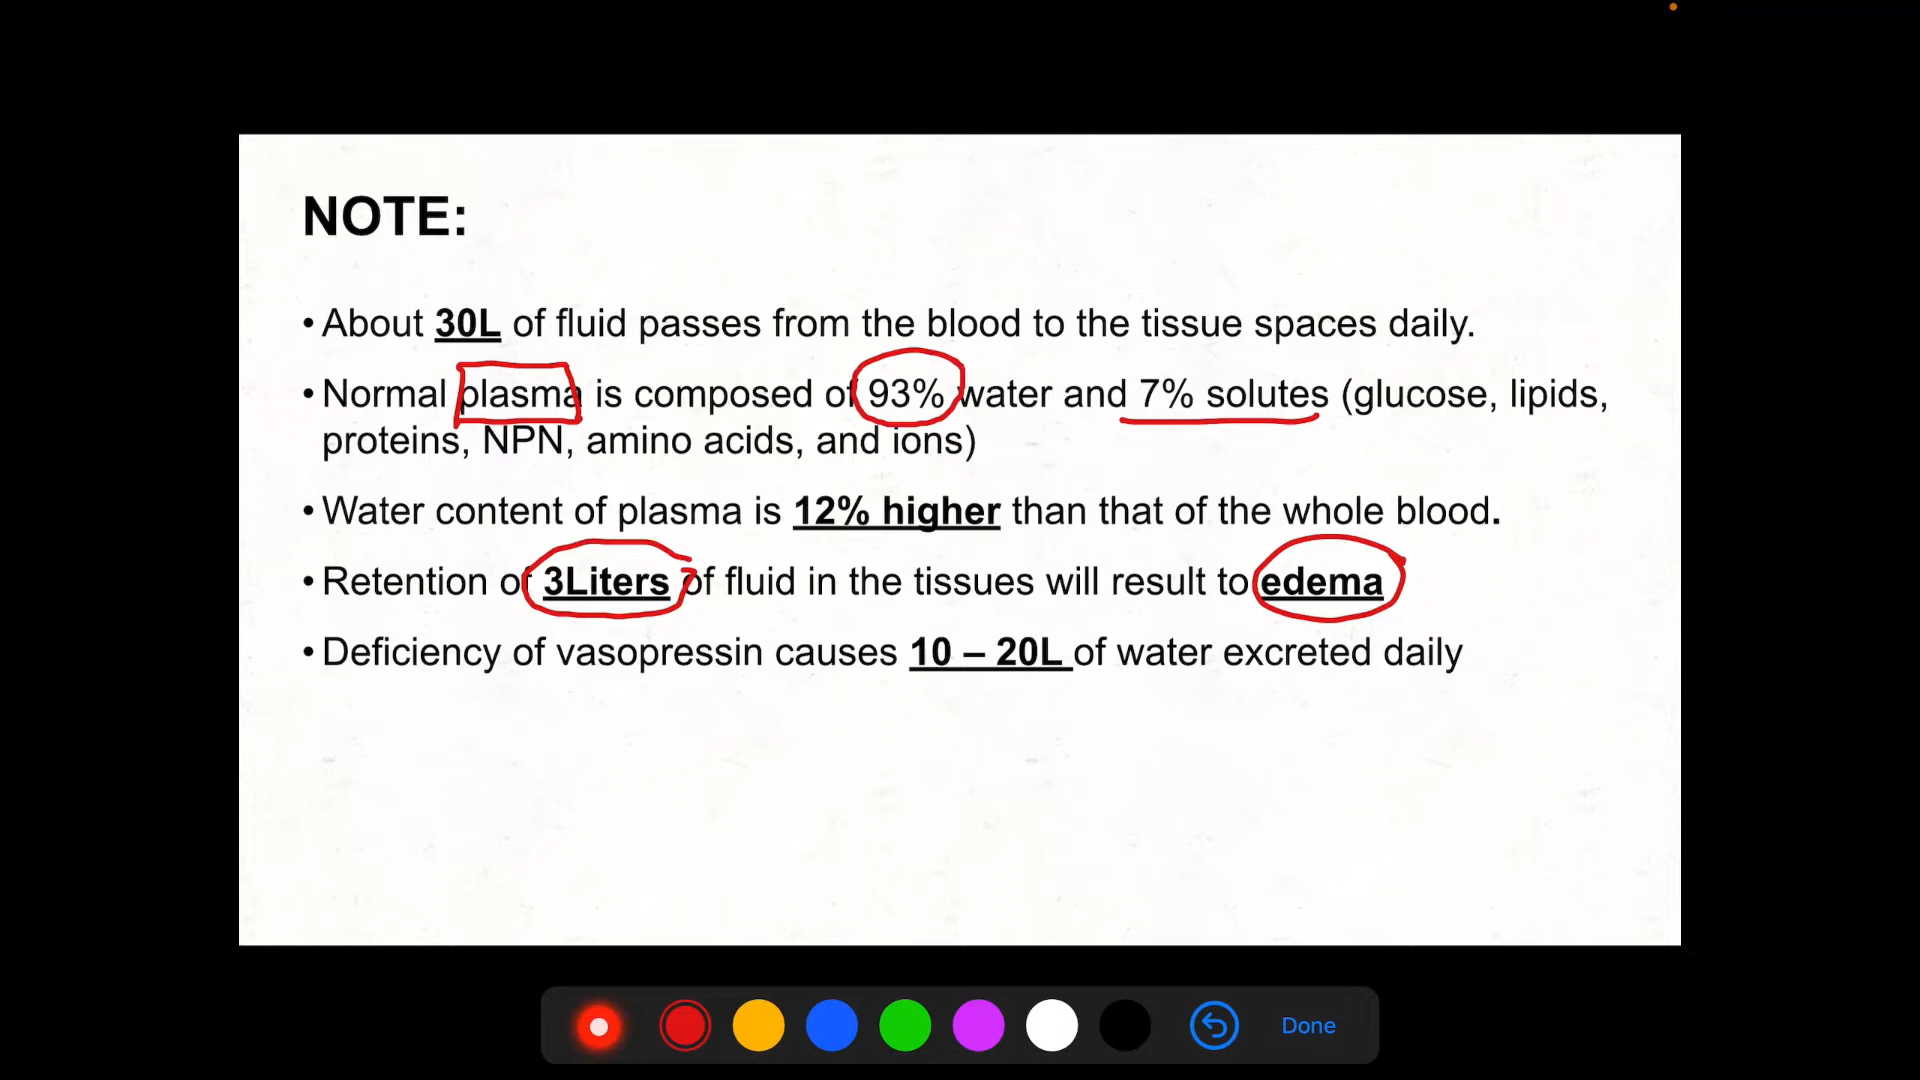 NOTE:
• About 30L of fluid passes from the blood to the tissue spaces daily.
• Normal plasma is composed of 93% water and 7% solutes (glucose, lipids,
proteins, NPN, amino acids, and ions)
• Water content of plasma is 12% higher than that of the whole blood.
• Retention of 3Liters of fluid in the tissues will result to edema
• Deficiency of vasopressin causes 10 – 20L of water excreted daily
Done